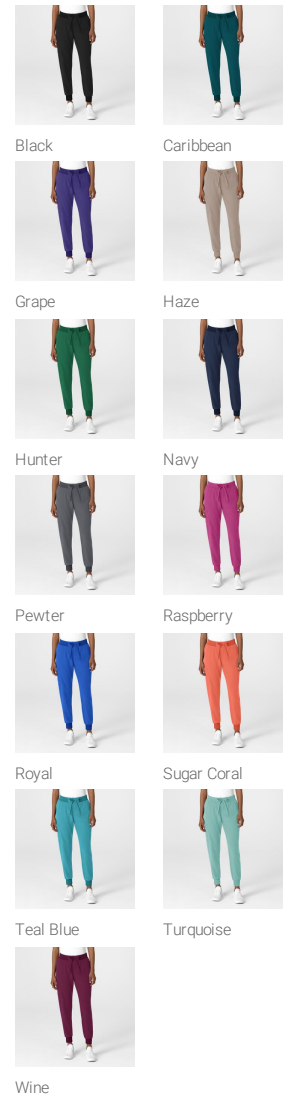 Black
Caribbean
Grape
Haze
Hunter
Navy
Pewter
Raspberry
Royal
Sugar Coral
Teal Blue
Turquoise
Wine